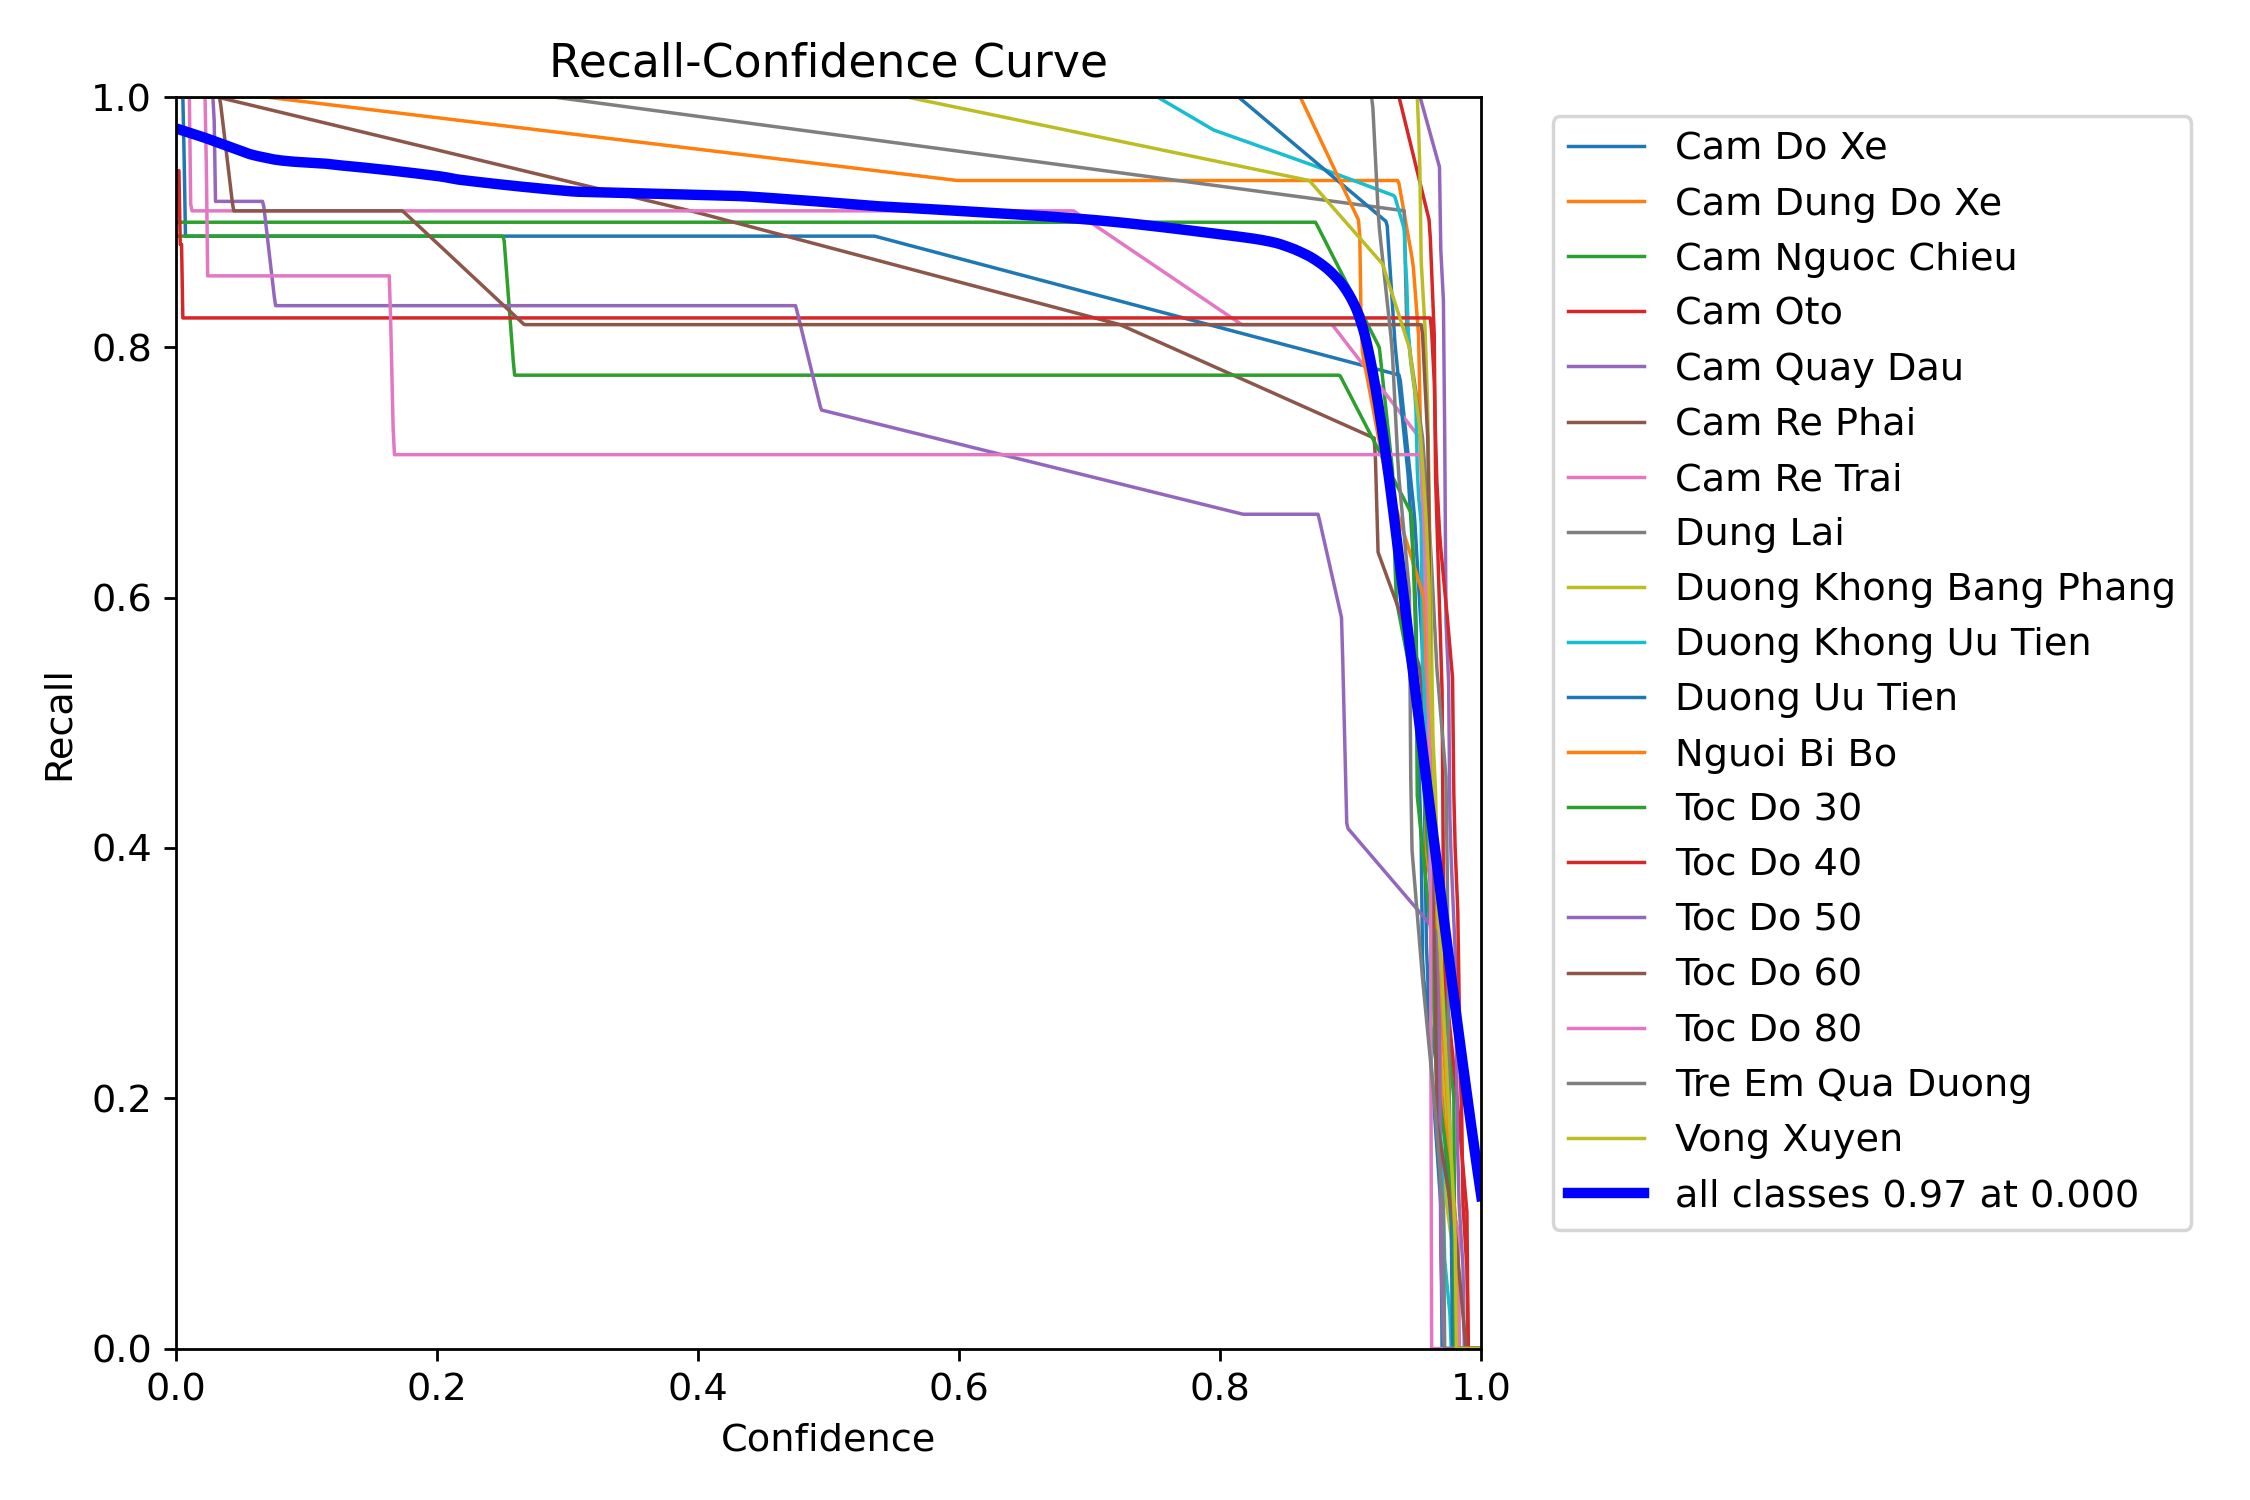 Recall-Confidence Curve
1.0
0.8
0.6
0.4
0.2
0.0
Recall
0.0 0.2 0.4 0.6 0.8 1.0
Confidence
Cam Do Xe
Cam Dung Do Xe
Cam Nguoc Chieu
Cam Oto
Cam Quay Dau
Cam Re Phai
Cam Re Trai
Dung Lai
Duong Khong Bang Phang
Duong Khong Uu Tien
Duong Uu Tien
Nguoi Bi Bo
Toc Do 30
Toc Do 40
Toc Do 50
Toc Do 60
Toc Do 80
Tre Em Qua Duong
Vong Xuyen
all classes 0.97 at 0.000